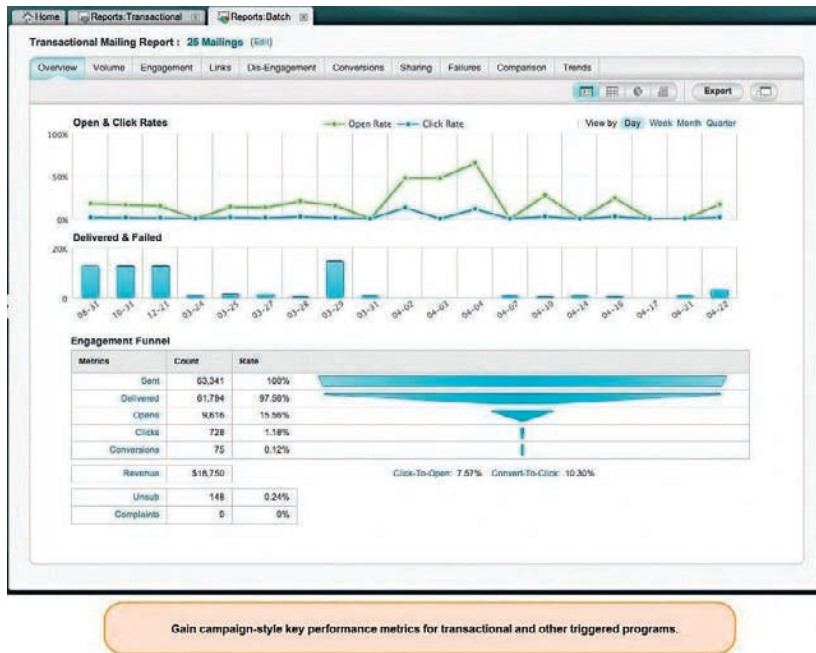 Home Reports:Transactional Reports:Batch
Transactional Mailing Report : 25 Mailings (Edit)
Overview Volume Engagement Links Dis-Engagement Conversions Sharing Failures Comparison Trends
Export
Open & Click Rates Open Rate Click Rate View by Day Week Month Quarter
100%
50%
0%
Delivered & Failed
20K
0
08-31 10-31 12-21 03-24 03-25 03-27 03-28 03-29 03-31 04-02 04-03 04-04 04-07 04-10 04-14 04-16 04-17 04-21 04-22
Engagement Funnel
Metrics Count Rate
Sent 63,341 100%
Delivered 61,794 97.56%
Opens 9,616 15.56%
Clicks 728 1.18%
Conversions 75 0.12%
Revenue $18,750 Click-To-Open: 7.57% Convert-To-Click: 10.30%
Unsub 148 0.24%
Complaints 0 0%
Gain campaign-style key performance metrics for transactional and other triggered programs.